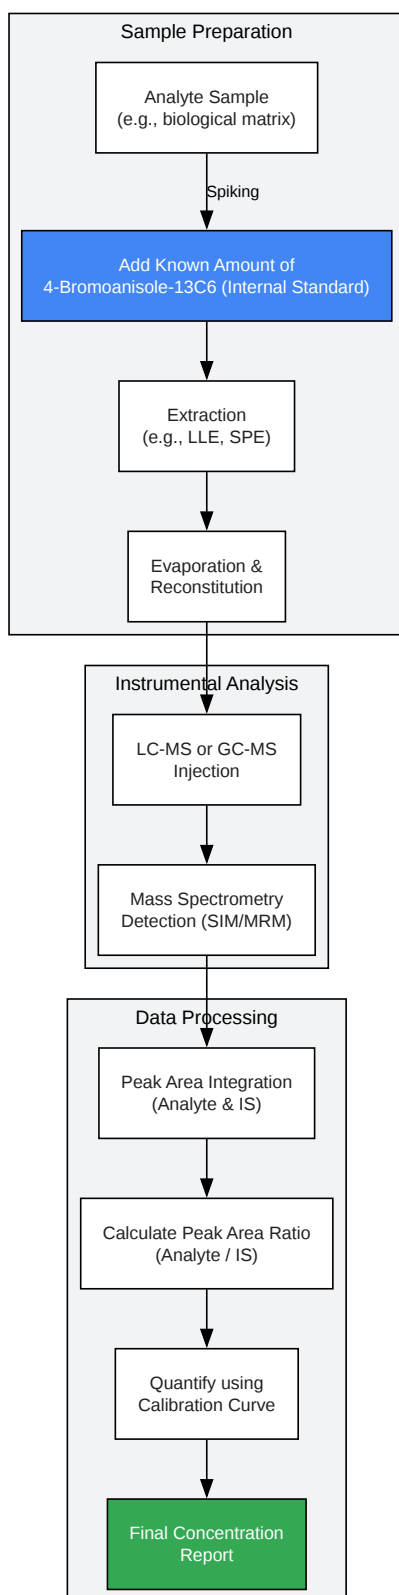 Sample Preparation
Analyte Sample
(e.g., biological matrix)
Spiking
Add Known Amount of
4-Bromoanisole-13C6 (Internal Standard)
Extraction
(e.g., LLE, SPE)
Evaporation &
Reconstitution
Instrumental Analysis
LC-MS or GC-MS
Injection
Mass Spectrometry
Detection (SIM/MRM)
Data Processing
Peak Area Integration
(Analyte & IS)
Calculate Peak Area Ratio
(Analyte / IS)
Quantify using
Calibration Curve
Final Concentration
Report